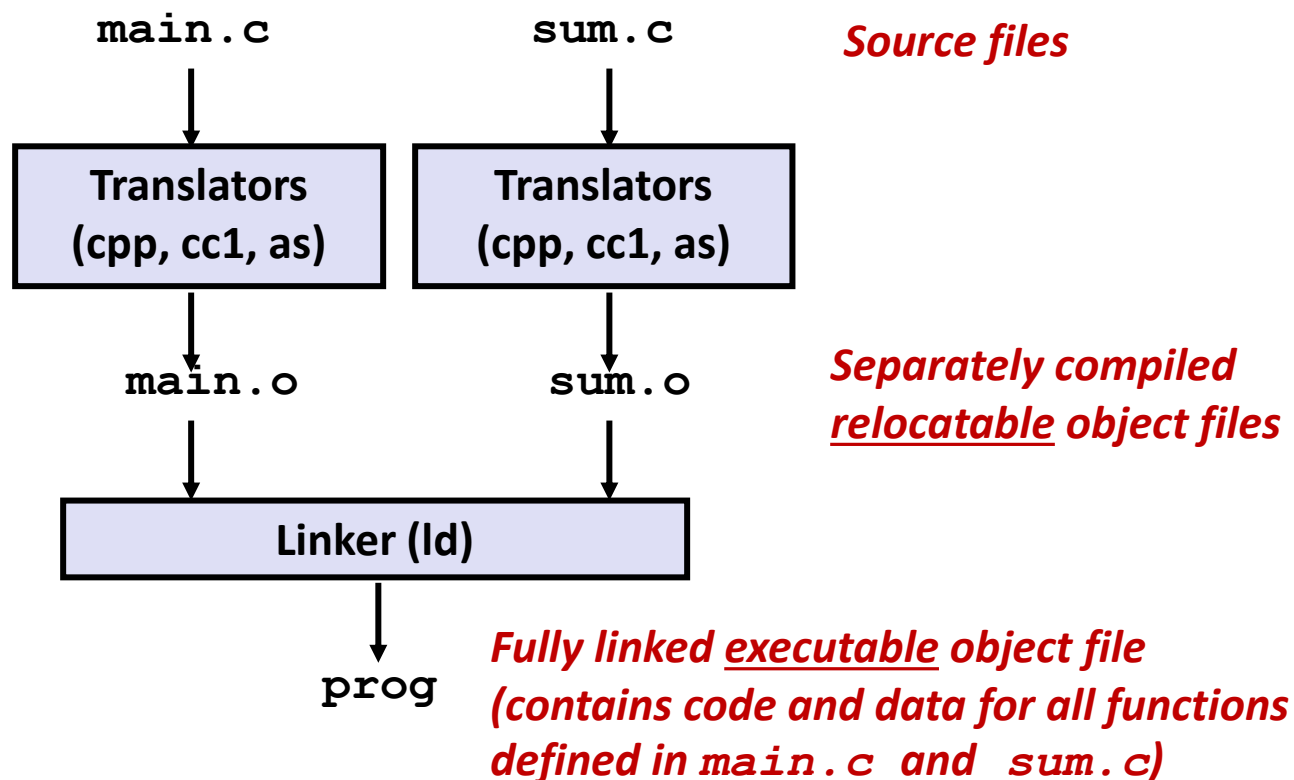 main.c
sum.c
Source files
Translators
(cpp, cc1, as)
Translators
(cpp, cc1, as)
main.o
sum.o
Separately compiled
relocatable object files
Linker (ld)
prog
Fully linked executable object file
(contains code and data for all functions
defined in main.c and sum.c)